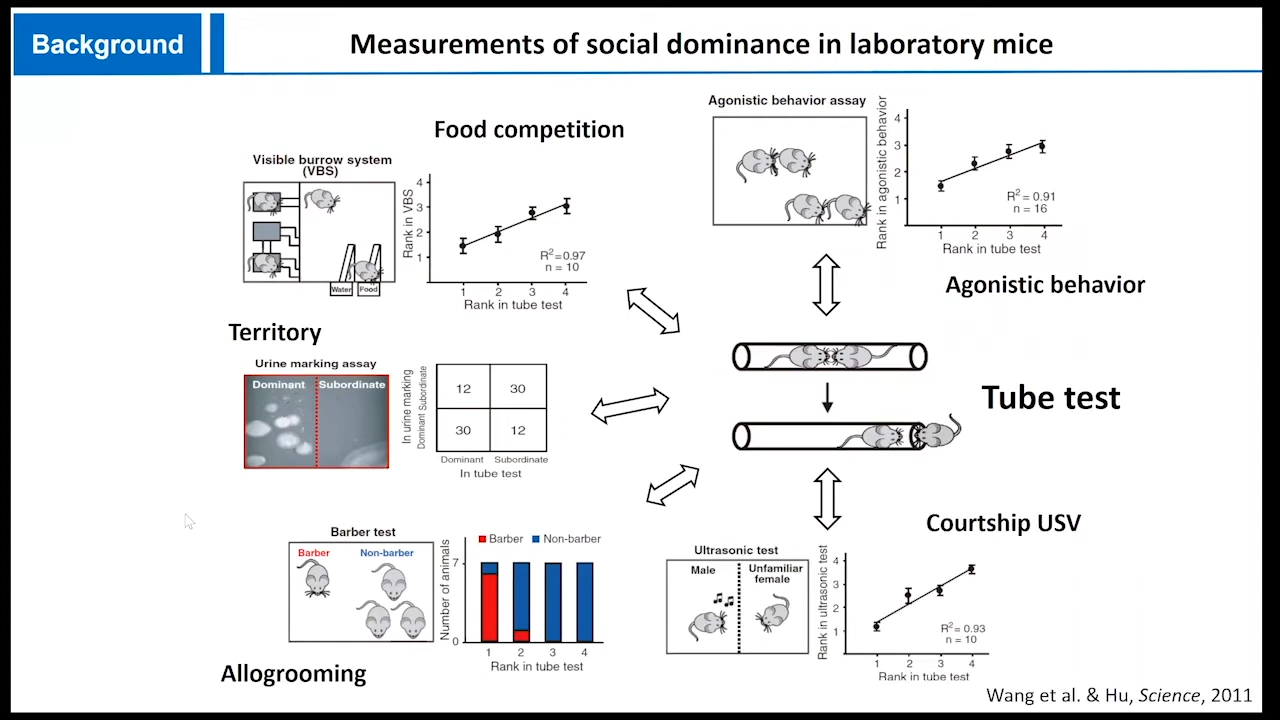 Background
Measurements of social dominance in laboratory mice
Food competition
Visible burrow system
(VBS)
Water
Food
Rank in VBS
4
3
2
1
R2=0.97
n = 10
1 2 3 4
Rank in tube test
Agonistic behavior assay
Rank in agonistic behavior
4
3
2
1
R2 = 0.91
n = 16
1 2 3 4
Rank in tube test
Agonistic behavior
Territory
Urine marking assay
Dominant Subordinate
In urine marking
Dominant Subordinate
12 30
30 12
Dominant Subordinate
In tube test
Tube test
Barber test
Barber Non-barber
Barber Non-barber
Number of animals
7
0
1 2 3 4
Rank in tube test
Allogrooming
Courtship USV
Ultrasonic test
Male
Unfamiliar
female
Rank in ultrasonic test
4
3
2
1
R2= 0.93
n = 10
1 2 3 4
Rank in tube test
Wang et al. & Hu, Science, 2011